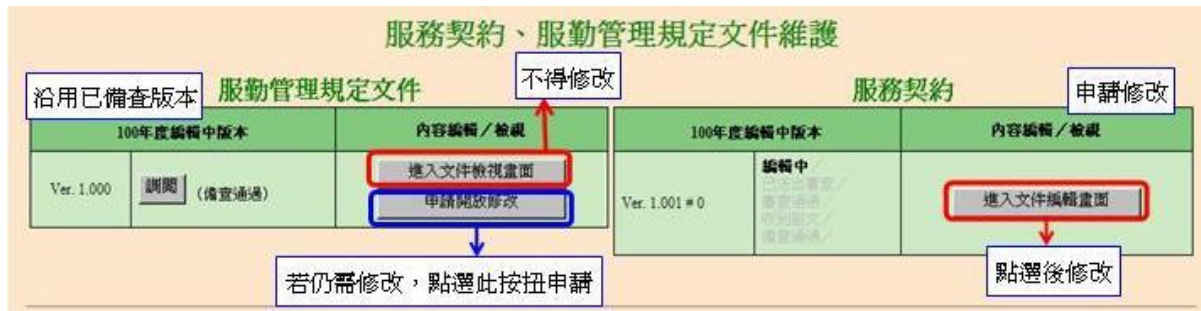 服務契約、服勤管理規定文件維護
沿用已備查版本
服勤管理規定文件
不得修改
服務契約
申請修改
100年度編輯中版本
內容編輯／檢視
100年度編輯中版本
內容編輯／檢視
Ver. 1.000
調閱
(備查通過)
進入文件檢視畫面
申請開放修改
Ver. 1.001 # 0
編輯中／
已送出審查／
審查通過／
備查通過／
進入文件編輯畫面
若仍需修改，點選此按扭申請
點選後修改